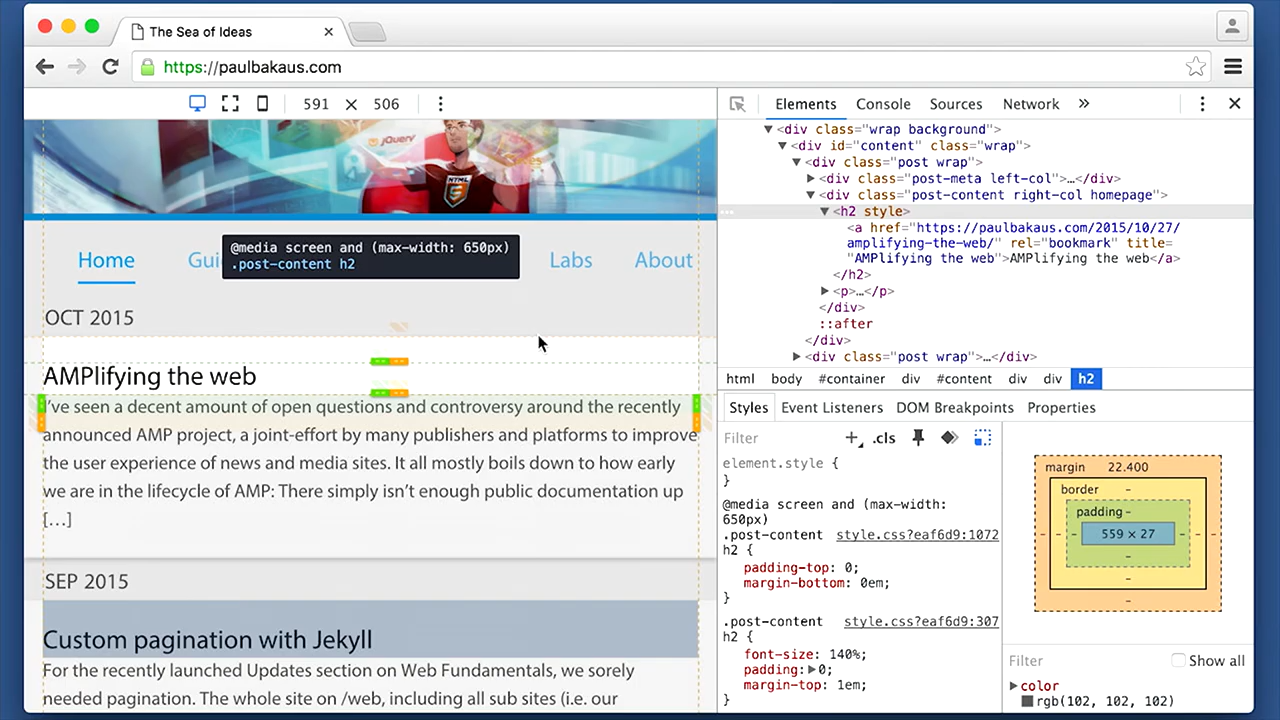 The Sea of Ideas
https://paulbakaus.com
591 × 506
Elements Console Sources Network »
jQuery
HTML
5
Home Gui Labs About
@media screen and (max-width: 650px)
.post-content h2
OCT 2015
AMPlifying the web
I've seen a decent amount of open questions and controversy around the recently
announced AMP project, a joint-effort by many publishers and platforms to improve
the user experience of news and media sites. It all mostly boils down to how early
we are in the lifecycle of AMP: There simply isn't enough public documentation up
[…]
SEP 2015
Custom pagination with Jekyll
For the recently launched Updates section on Web Fundamentals, we sorely
needed pagination. The whole site on /web, including all sub sites (i.e. our
▼<div class="wrap background">
▼<div id="content" class="wrap">
▼<div class="post wrap">
▶<div class="post-meta left-col">…</div>
▼<div class="post-content right-col homepage">
▼<h2 style>
<a href="https://paulbakaus.com/2015/10/27/
amplifying-the-web/" rel="bookmark" title=
"AMPlifying the web">AMPlifying the web</a>
</h2>
▶<p>…</p>
</div>
::after
</div>
▶<div class="post wrap">…</div>
html body #container div #content div div h2
Styles Event Listeners DOM Breakpoints Properties
Filter + .cls
element.style {
}
@media screen and (max-width:
650px)
.post-content style.css?eaf6d9:1072
h2 {
padding-top: 0;
margin-bottom: 0em;
}
.post-content style.css?eaf6d9:307
h2 {
font-size: 140%;
padding:▶0;
margin-top: 1em;
}
margin 22.400
border -
padding -
- - - 559 × 27 - - -
-
-
-
Filter Show all
▶color
rgb(102, 102, 102)